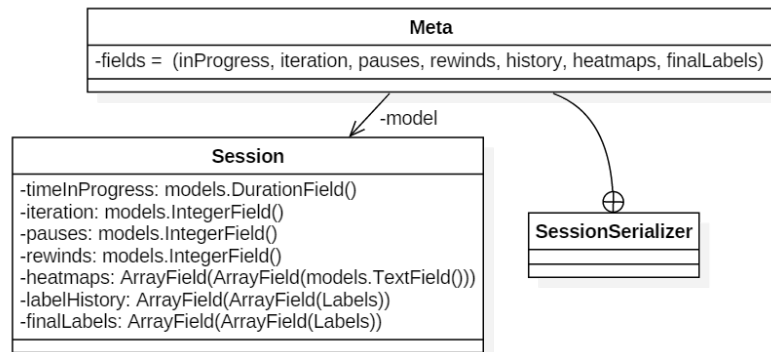 Meta
-fields =  (inProgress, iteration, pauses, rewinds, history, heatmaps, finalLabels)
-model
Session
-timeInProgress: models.DurationField()
-iteration: models.IntegerField()
-pauses: models.IntegerField()
-rewinds: models.IntegerField()
-heatmaps: ArrayField(ArrayField(models.TextField()))
-labelHistory: ArrayField(ArrayField(Labels))
-finalLabels: ArrayField(ArrayField(Labels))
SessionSerializer